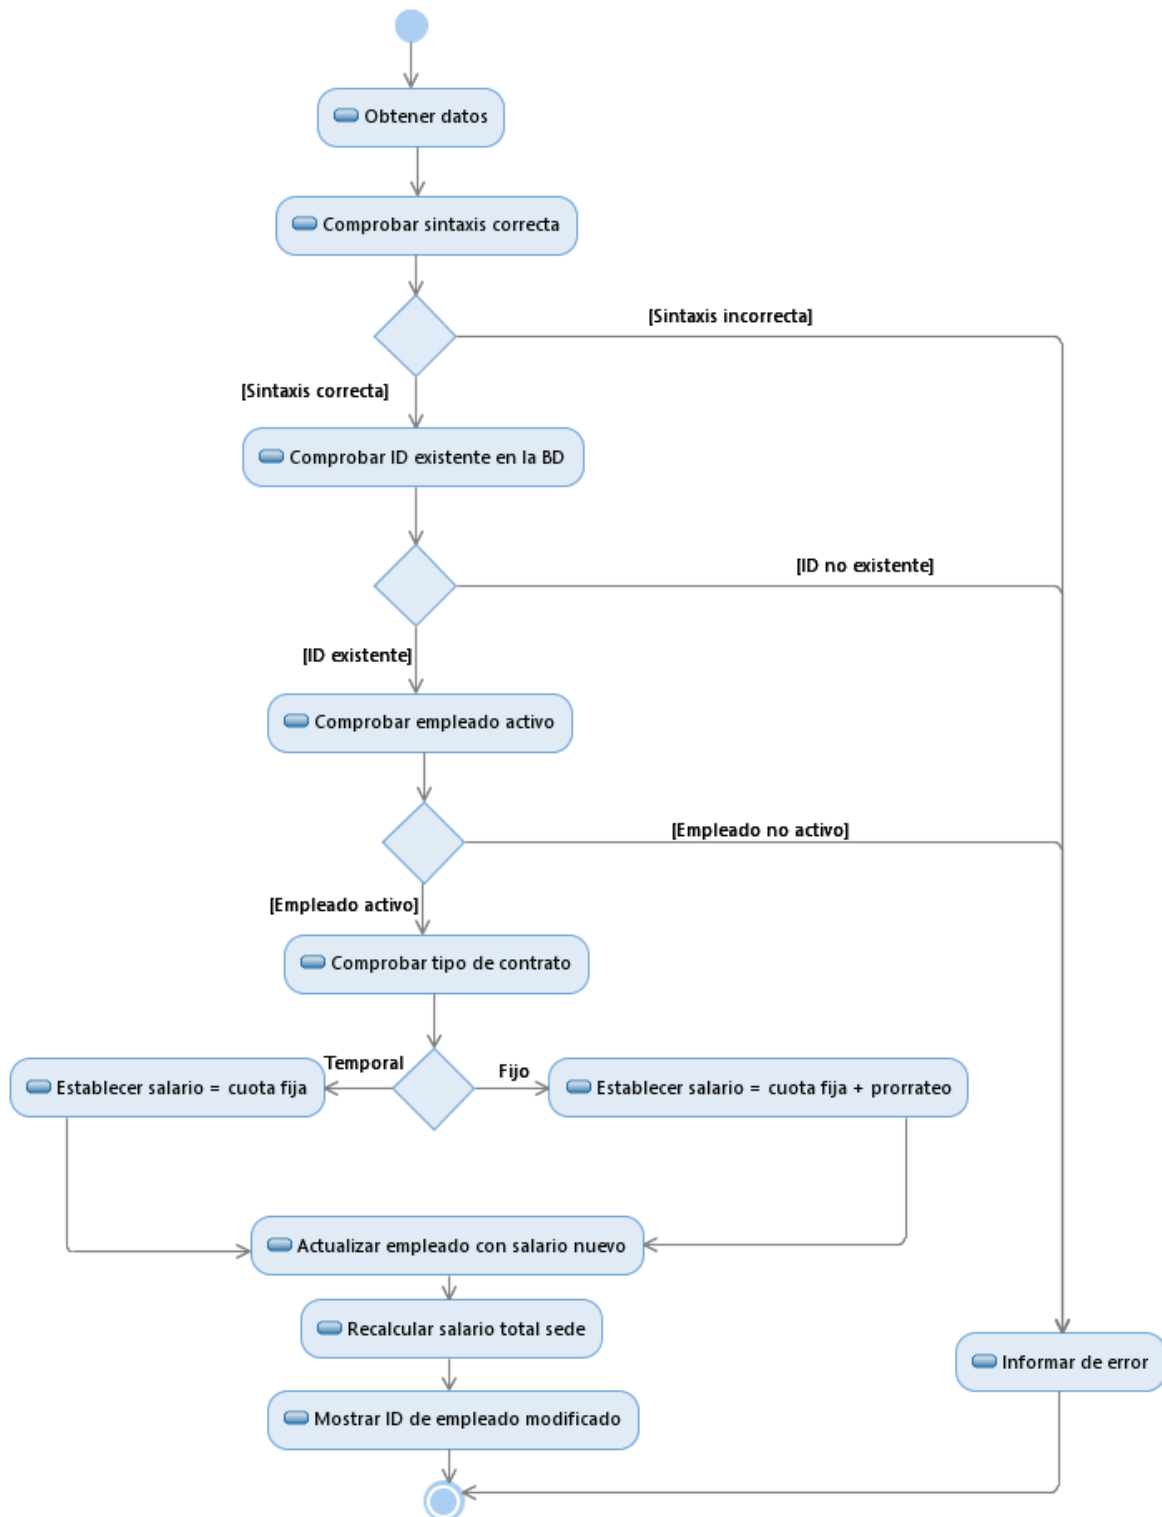 Obtener datos
Comprobar sintaxis correcta
[Sintaxis incorrecta]
[Sintaxis correcta]
Comprobar ID existente en la BD
[ID no existente]
[ID existente]
Comprobar empleado activo
[Empleado no activo]
[Empleado activo]
Comprobar tipo de contrato
Temporal
Fijo
Establecer salario = cuota fija
Establecer salario = cuota fija + prorrateo
Actualizar empleado con salario nuevo
Recalcular salario total sede
Informar de error
Mostrar ID de empleado modificado